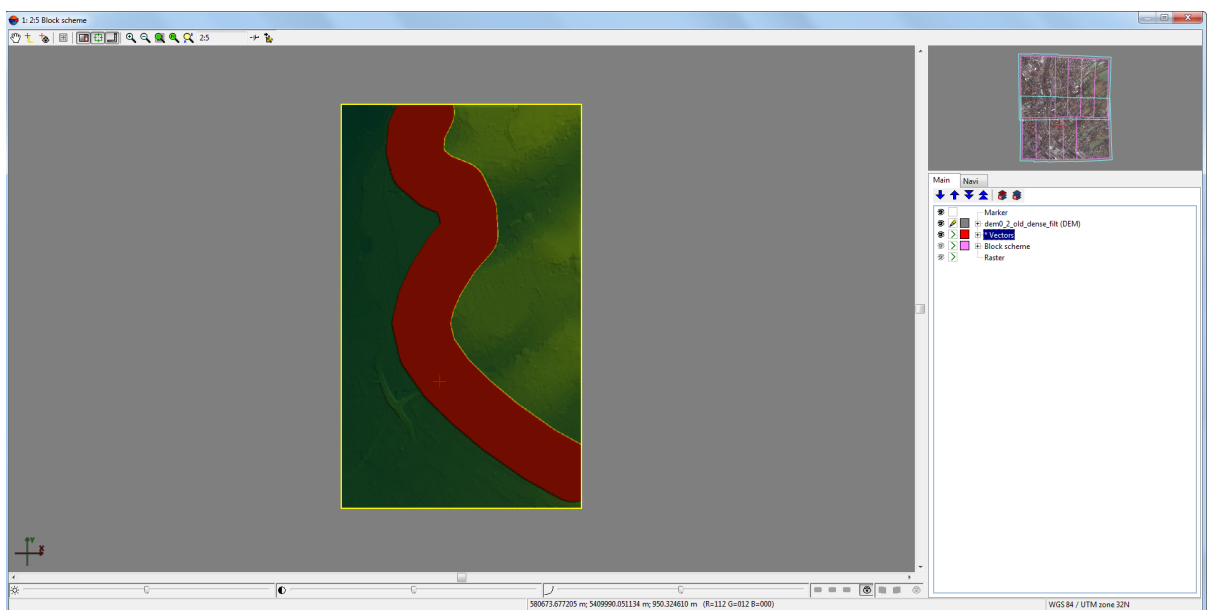 1: 2:5 Block scheme
2:5
Main Navi
Marker
dem0_2_old_dense_filt (DEM)
* Vectors
Block scheme
Raster
Y
X
580673.677205 m; 5409990.051134 m; 950.324610 m (R=112 G=012 B=000)
WGS 84 / UTM zone 32N